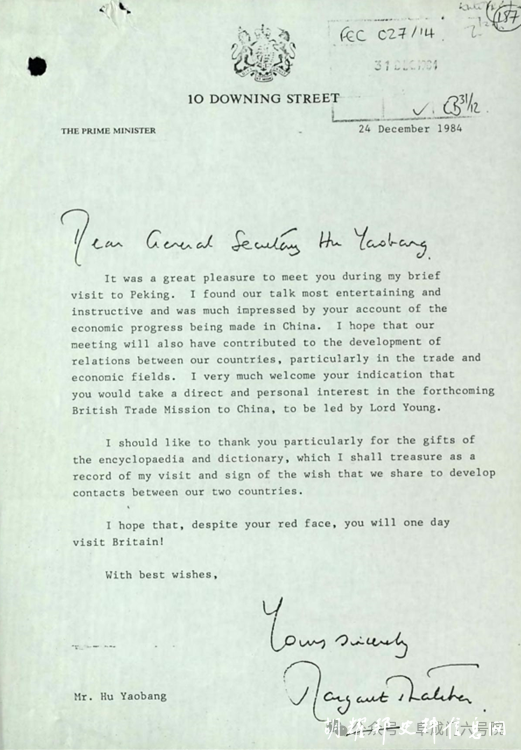 187
FEC 027/14
31 DEC 1984
31/12
10 DOWNING STREET
THE PRIME MINISTER
24 December 1984
Dear General Secretary Hu Yaobang,
It was a great pleasure to meet you during my brief
visit to Peking. I found our talk most entertaining and
instructive and was much impressed by your account of the
economic progress being made in China. I hope that our
meeting will also have contributed to the development of
relations between our countries, particularly in the trade and
economic fields. I very much welcome your indication that
you would take a direct and personal interest in the forthcoming
British Trade Mission to China, to be led by Lord Young.
I should like to thank you particularly for the gifts of
the encyclopaedia and dictionary, which I shall treasure as a
record of my visit and sign of the wish that we share to develop
contacts between our two countries.
I hope that, despite your red face, you will one day
visit Britain!
With best wishes,
Yours sincerely
Margaret Thatcher
Mr. Hu Yaobang